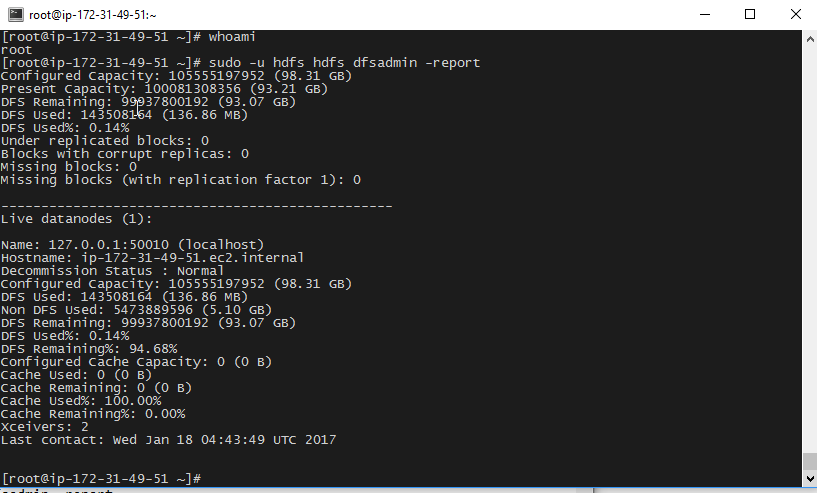 root@ip-172-31-49-51:~
[root@ip-172-31-49-51 ~]# whoami
root
[root@ip-172-31-49-51 ~]# sudo -u hdfs hdfs dfsadmin -report
Configured Capacity: 105555197952 (98.31 GB)
Present Capacity: 100081308356 (93.21 GB)
DFS Remaining: 99937800192 (93.07 GB)
DFS Used: 143508164 (136.86 MB)
DFS Used%: 0.14%
Under replicated blocks: 0
Blocks with corrupt replicas: 0
Missing blocks: 0
Missing blocks (with replication factor 1): 0
-------------------------------------------------
Live datanodes (1):
Name: 127.0.0.1:50010 (localhost)
Hostname: ip-172-31-49-51.ec2.internal
Decommission Status : Normal
Configured Capacity: 105555197952 (98.31 GB)
DFS Used: 143508164 (136.86 MB)
Non DFS Used: 5473889596 (5.10 GB)
DFS Remaining: 99937800192 (93.07 GB)
DFS Used%: 0.14%
DFS Remaining%: 94.68%
Configured Cache Capacity: 0 (0 B)
Cache Used: 0 (0 B)
Cache Remaining: 0 (0 B)
Cache Used%: 100.00%
Cache Remaining%: 0.00%
Xceivers: 2
Last contact: Wed Jan 18 04:43:49 UTC 2017
[root@ip-172-31-49-51 ~]#